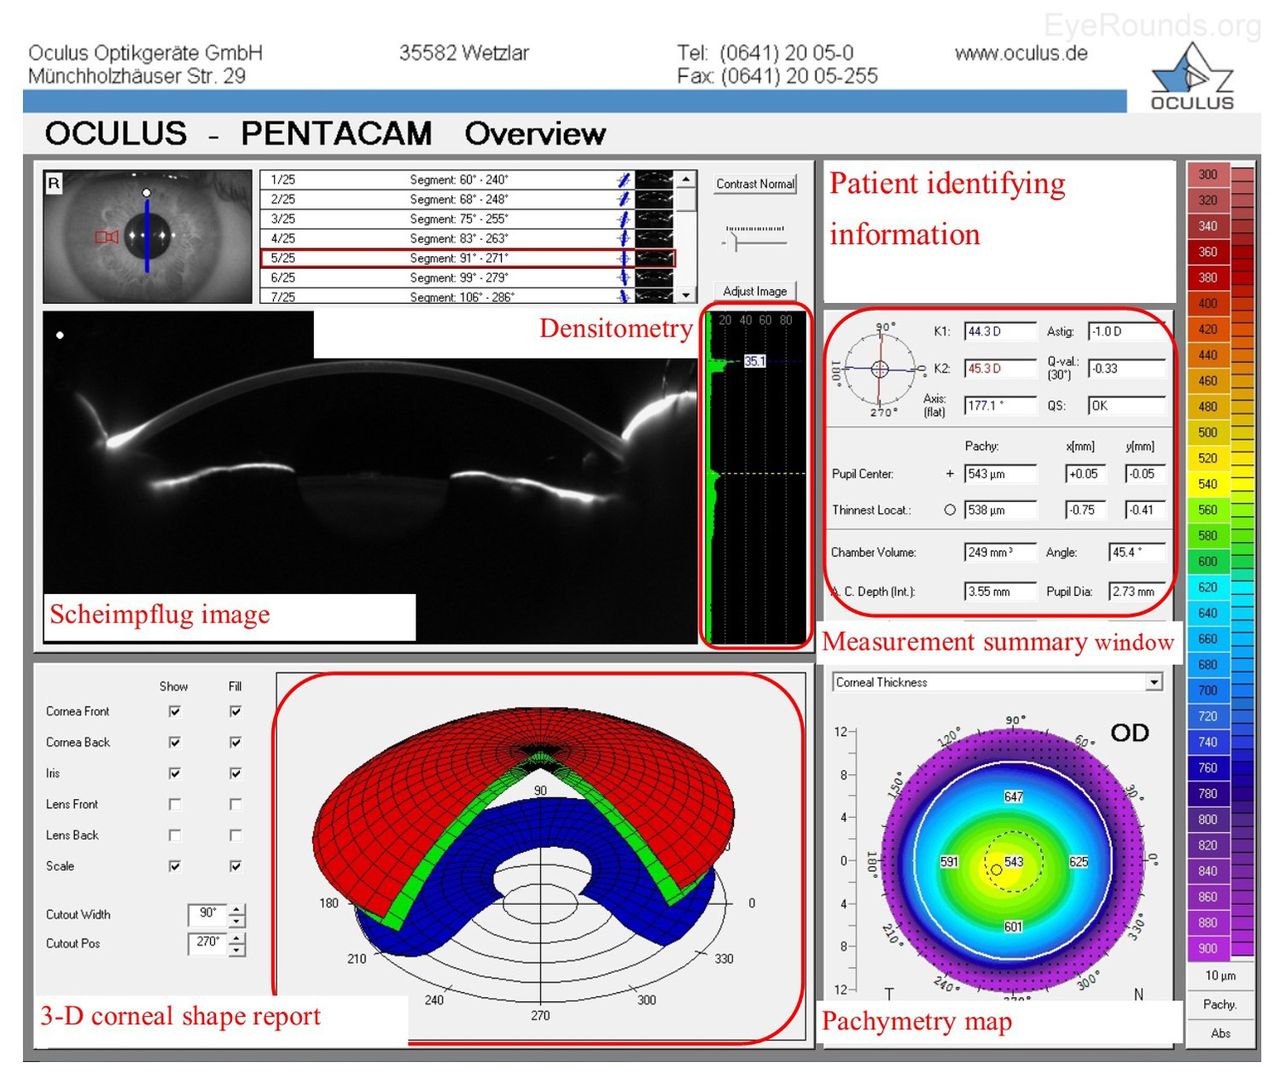 EyeRounds.org
Oculus Optikgeräte GmbH 35582 Wetzlar Tel: (0641) 20 05-0 www.oculus.de
Münchholzhäuser Str. 29 Fax: (0641) 20 05-255
OCULUS
OCULUS - PENTACAM Overview
R
1/25 Segment: 60° - 240°
2/25 Segment: 68° - 248°
3/25 Segment: 75° - 255°
4/25 Segment: 83° - 263°
5/25 Segment: 91° - 271°
6/25 Segment: 99° - 279°
7/25 Segment: 106° - 286°
Contrast Normal
Adjust Image
Densitometry
20 40 60 80
35.1
Scheimpflug image
Patient identifying
information
90°
180°
0°
270°
K1: 44.3 D Astig: -1.0 D
K2: 45.3 D Q-val.: (30°) -0.33
Axis: (flat) 177.1 ° QS: OK
Pachy: x[mm] y[mm]
Pupil Center: + 543 µm +0.05 -0.05
Thinnest Locat.: 538 µm -0.75 -0.41
Chamber Volume: 249 mm³ Angle: 45.4 °
A. C. Depth (Int.): 3.55 mm Pupil Dia: 2.73 mm
Measurement summary window
Show Fill
Cornea Front
Cornea Back
Iris
Lens Front
Lens Back
Scale
Cutout Width 90°
Cutout Pos 270°
90
180
0
210
330
240
300
270
3-D corneal shape report
Corneal Thickness
OD
12
8
4
0
4
8
12
90°
120°
60°
150°
30°
180°
0°
210°
330°
240°
300°
270°
647
591 543 625
601
T N
Pachymetry map
300
320
340
360
380
400
420
440
460
480
500
520
540
560
580
600
620
640
660
680
700
720
740
760
780
800
820
840
860
880
900
10 µm
Pachy.
Abs